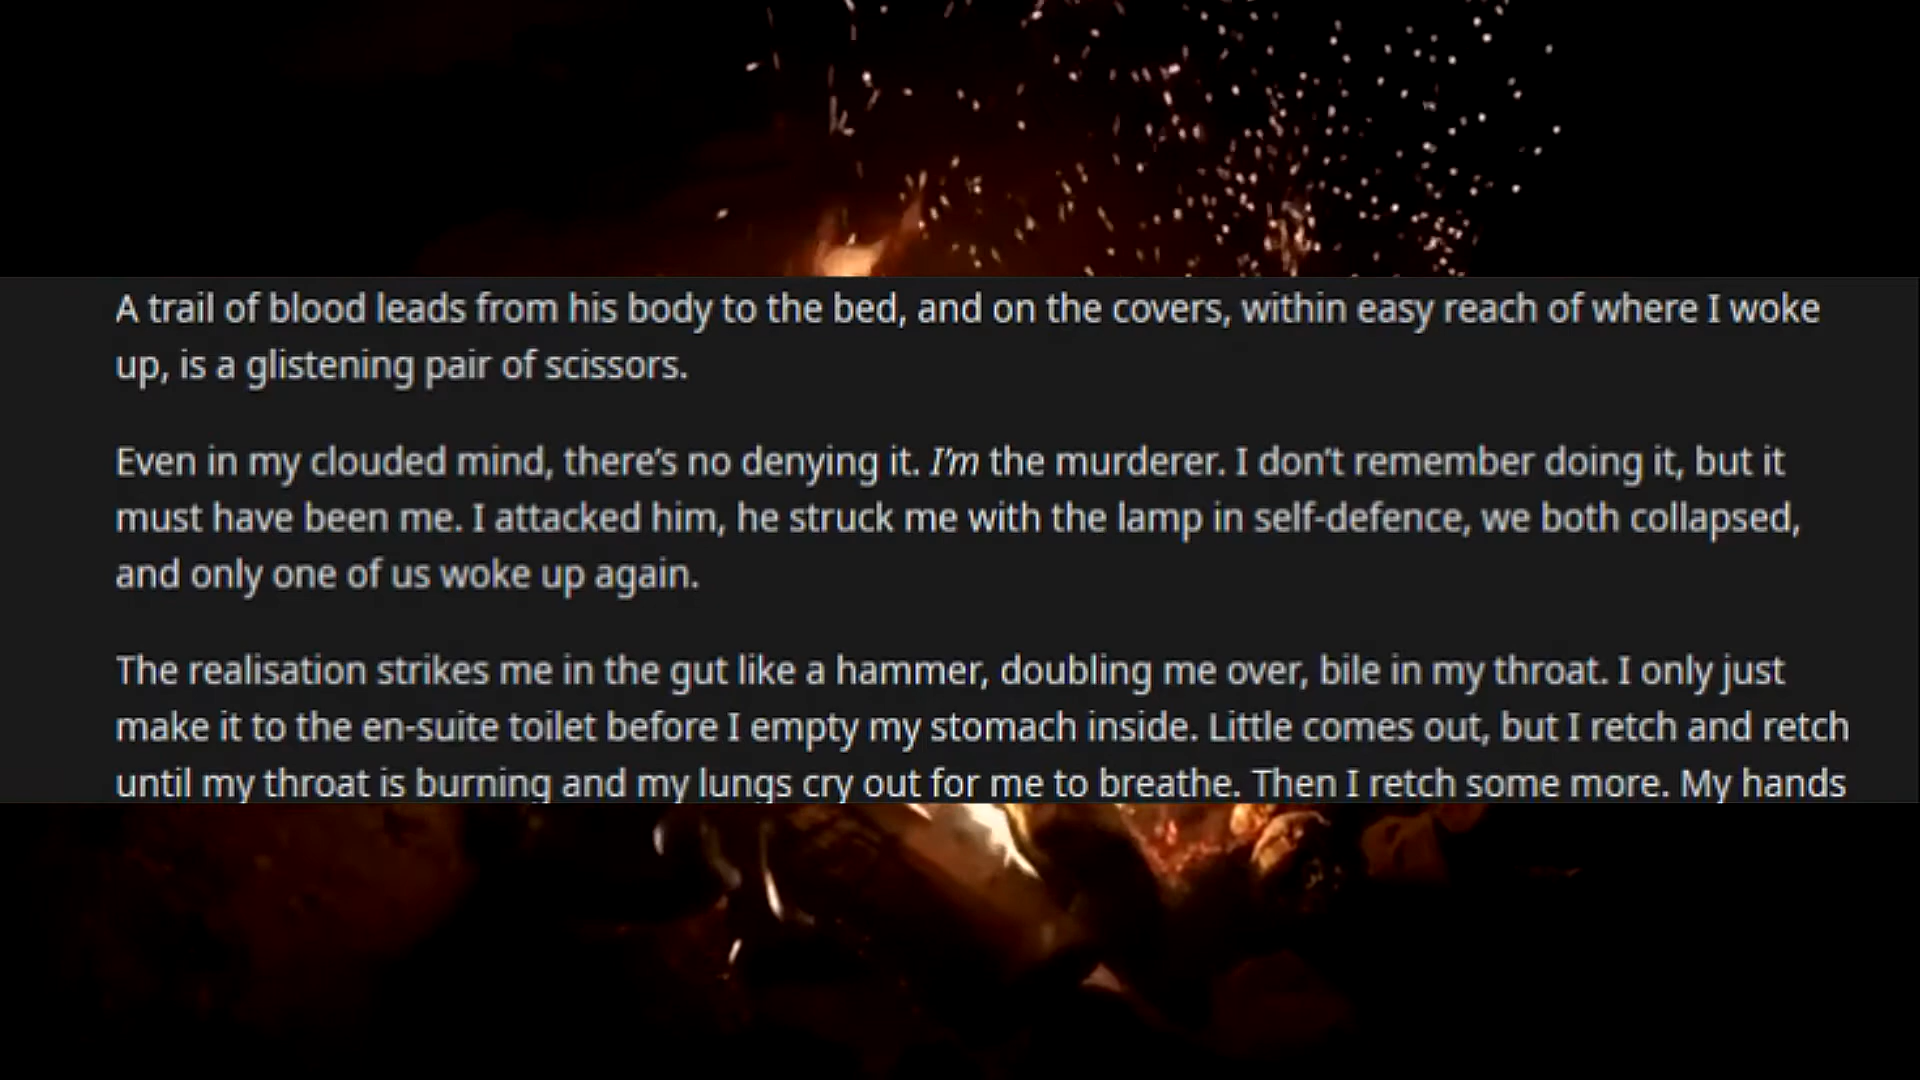 A trail of blood leads from his body to the bed, and on the covers, within easy reach of where I woke
up, is a glistening pair of scissors.
Even in my clouded mind, there’s no denying it. I’m the murderer. I don’t remember doing it, but it
must have been me. I attacked him, he struck me with the lamp in self-defence, we both collapsed,
and only one of us woke up again.
The realisation strikes me in the gut like a hammer, doubling me over, bile in my throat. I only just
make it to the en-suite toilet before I empty my stomach inside. Little comes out, but I retch and retch
until my throat is burning and my lungs cry out for me to breathe. Then I retch some more. My hands